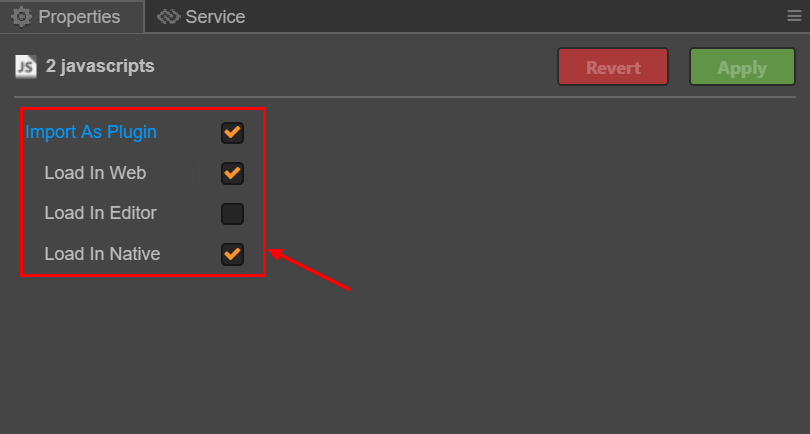 Properties Service
JS 2 javascripts Revert Apply
Import As Plugin
Load In Web
Load In Editor
Load In Native